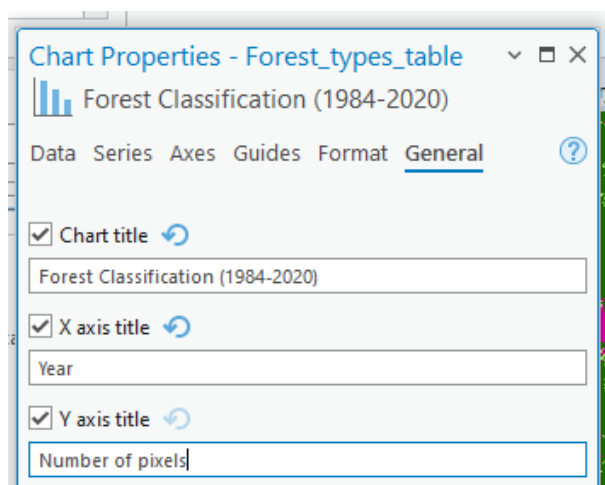 Chart Properties - Forest_types_table
Forest Classification (1984-2020)
Data Series Axes Guides Format General
Chart title
Forest Classification (1984-2020)
X axis title
Year
Y axis title
Number of pixels